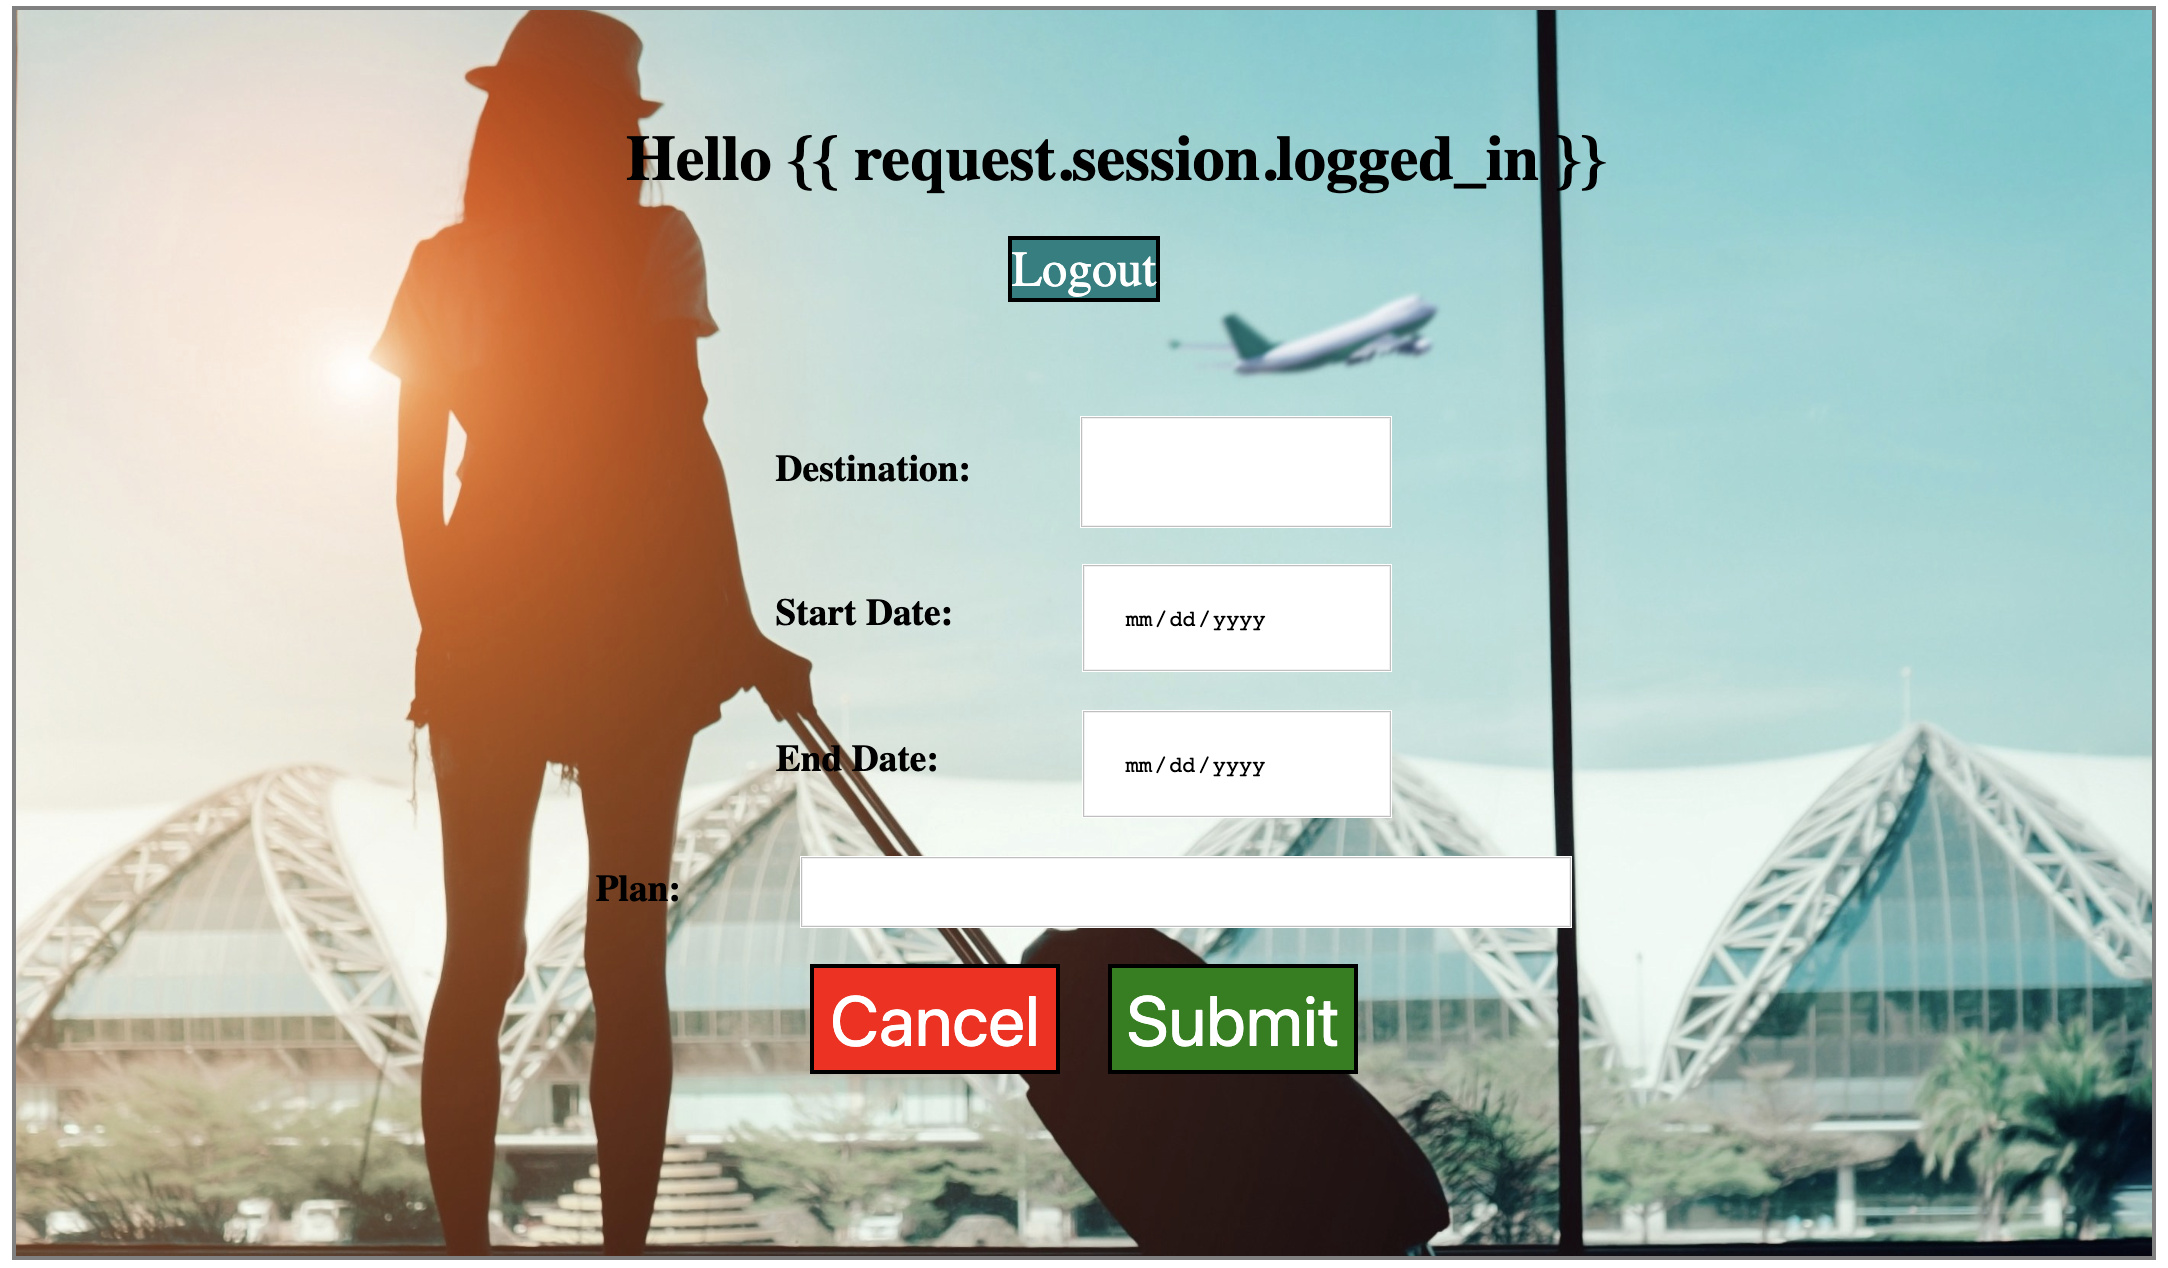 Hello {{ request.session.logged_in }}
Logout
Destination:
Start Date: mm/dd/yyyy
End Date: mm/dd/yyyy
Plan:
Cancel Submit